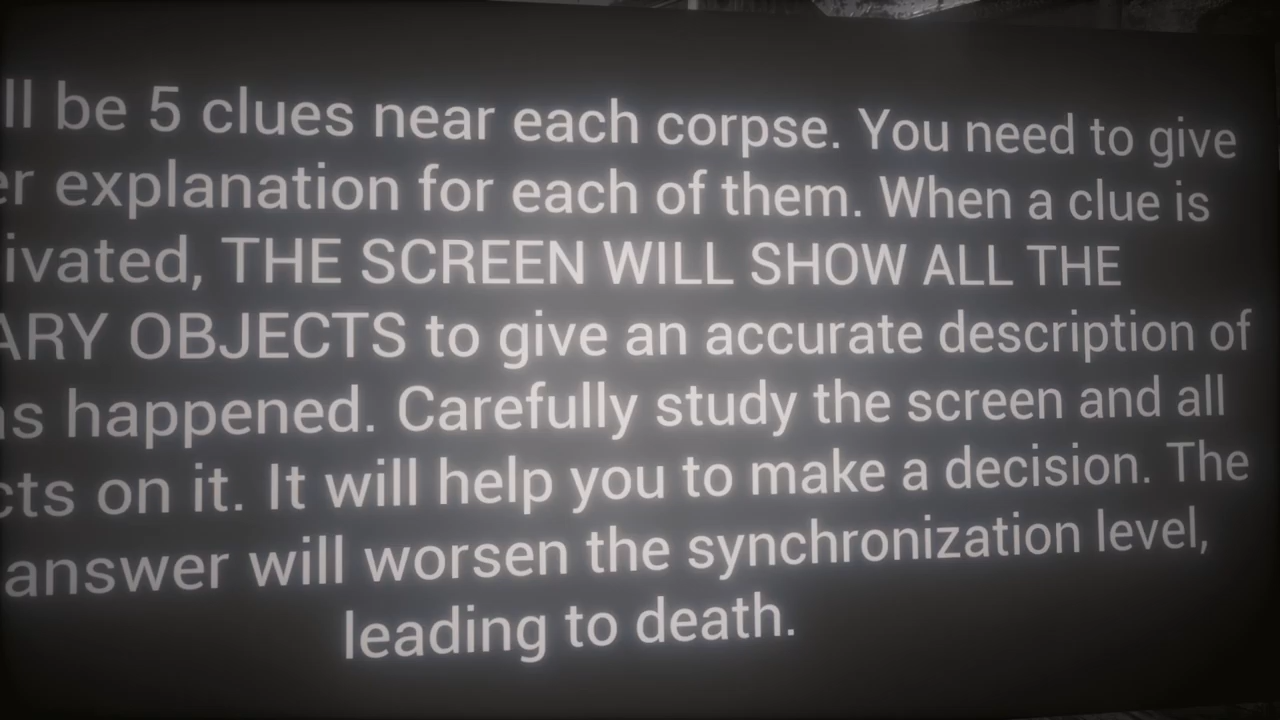 ll be 5 clues near each corpse. You need to give
er explanation for each of them. When a clue is
ivated, THE SCREEN WILL SHOW ALL THE
ARY OBJECTS to give an accurate description of
as happened. Carefully study the screen and all
cts on it. It will help you to make a decision. The
answer will worsen the synchronization level,
leading to death.